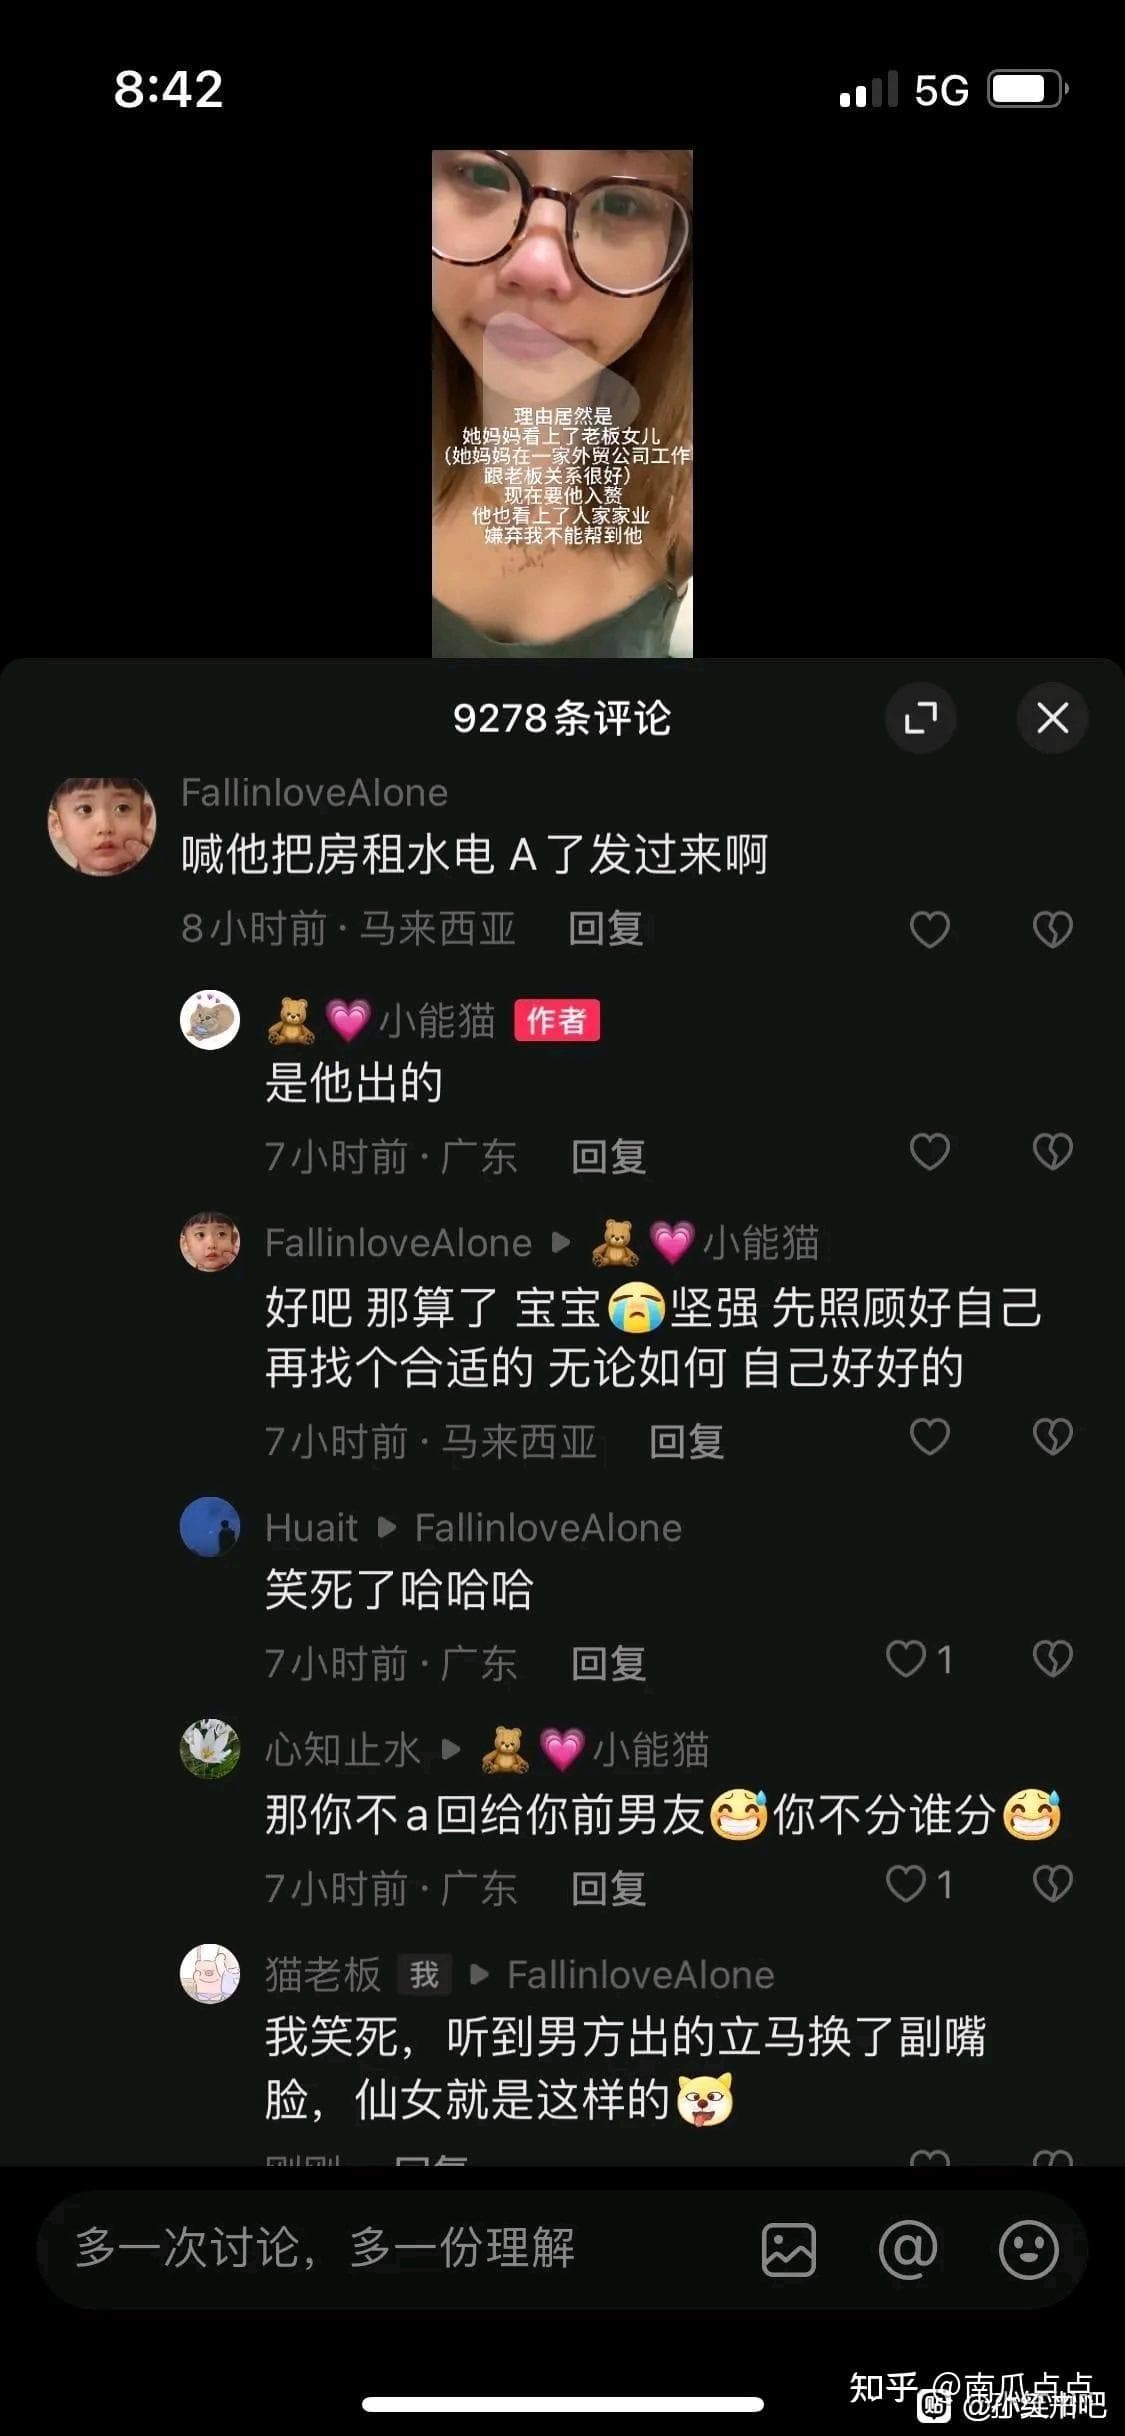 8:42
5G
理由居然是
她妈妈看上了老板女儿
（她妈妈在一家外贸公司工作
跟老板关系很好）
现在要他入赘
他也看上了人家家业
嫌弃我不能帮到他
9278条评论
FallinloveAlone
喊他把房租水电 A了发过来啊
8小时前·马来西亚 回复
🧸💗小能猫 作者
是他出的
7小时前·广东 回复
FallinloveAlone ▶ 🧸💗小能猫
好吧 那算了 宝宝😭坚强 先照顾好自己
再找个合适的 无论如何 自己好好的
7小时前·马来西亚 回复
Huait ▶ FallinloveAlone
笑死了哈哈哈
7小时前·广东 回复 1
心知止水 ▶ 🧸💗小能猫
那你不a回给你前男友😅你不分谁分😅
7小时前·广东 回复 1
猫老板 我 ▶ FallinloveAlone
我笑死，听到男方出的立马换了副嘴
脸，仙女就是这样的
刚刚 回复
多一次讨论，多一份理解
知乎 @南瓜点点
贴 @孙笑川吧